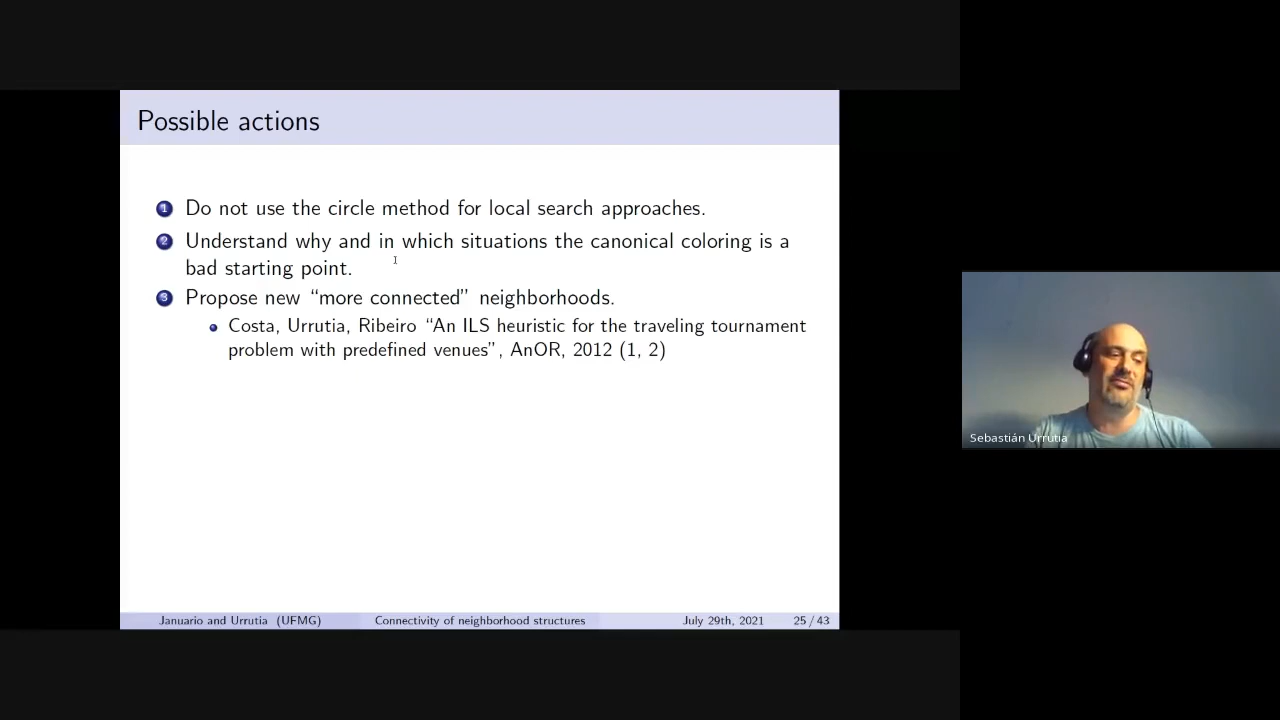 Possible actions
1 Do not use the circle method for local search approaches.
2 Understand why and in which situations the canonical coloring is a
bad starting point.
3 Propose new “more connected” neighborhoods.
Costa, Urrutia, Ribeiro “An ILS heuristic for the traveling tournament
problem with predefined venues”, AnOR, 2012 (1, 2)
Sebastián Urrutia
Januario and Urrutia (UFMG) Connectivity of neighborhood structures July 29th, 2021 25 / 43